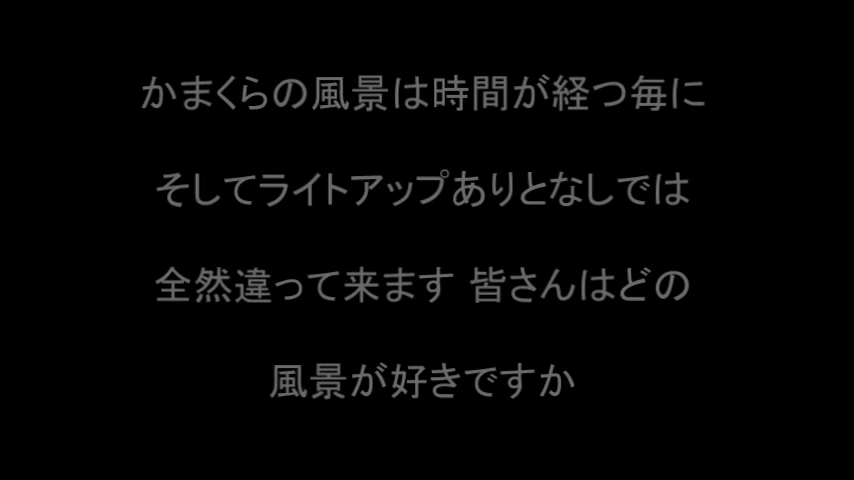 かまくらの風景は時間が経つ毎に
そしてライトアップありとなしでは
全然違って来ます 皆さんはどの
風景が好きですか